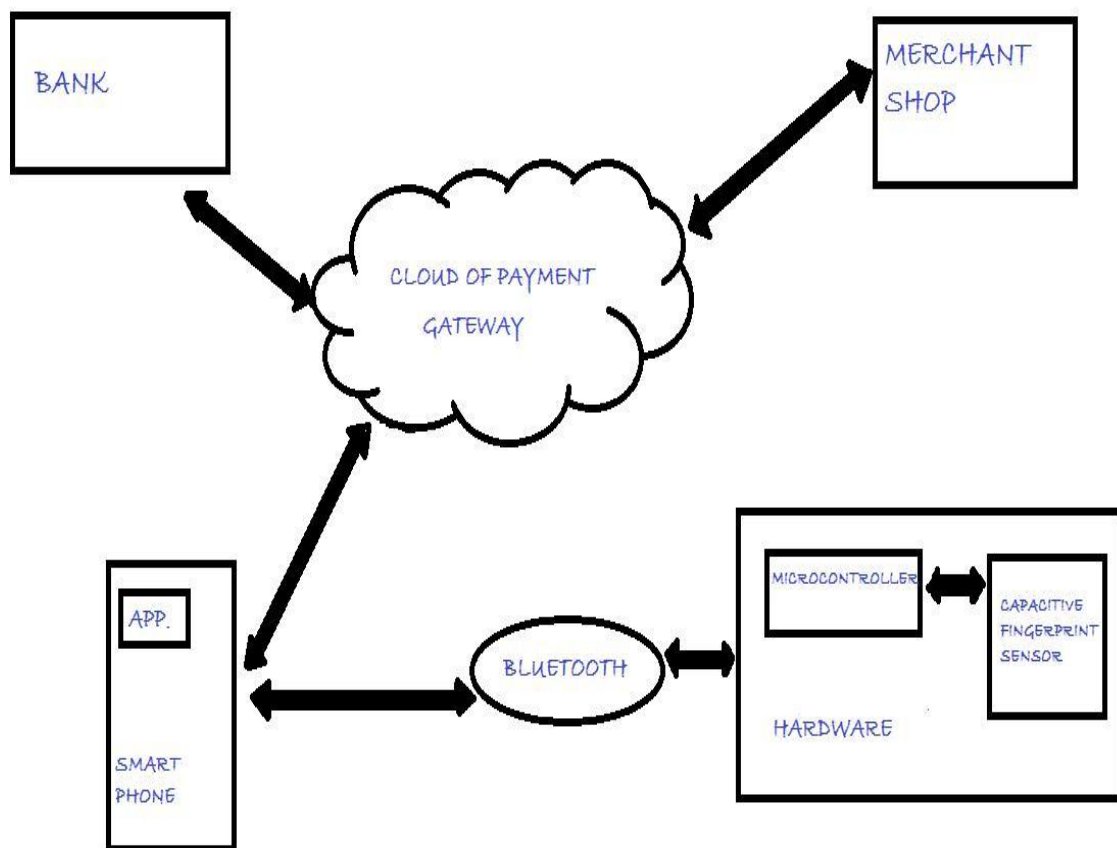 BANK
MERCHANT
SHOP
CLOUD OF PAYMENT
GATEWAY
APP.
SMART
PHONE
BLUETOOTH
MICROCONTROLLER
CAPACITIVE
FINGERPRINT
SENSOR
HARDWARE